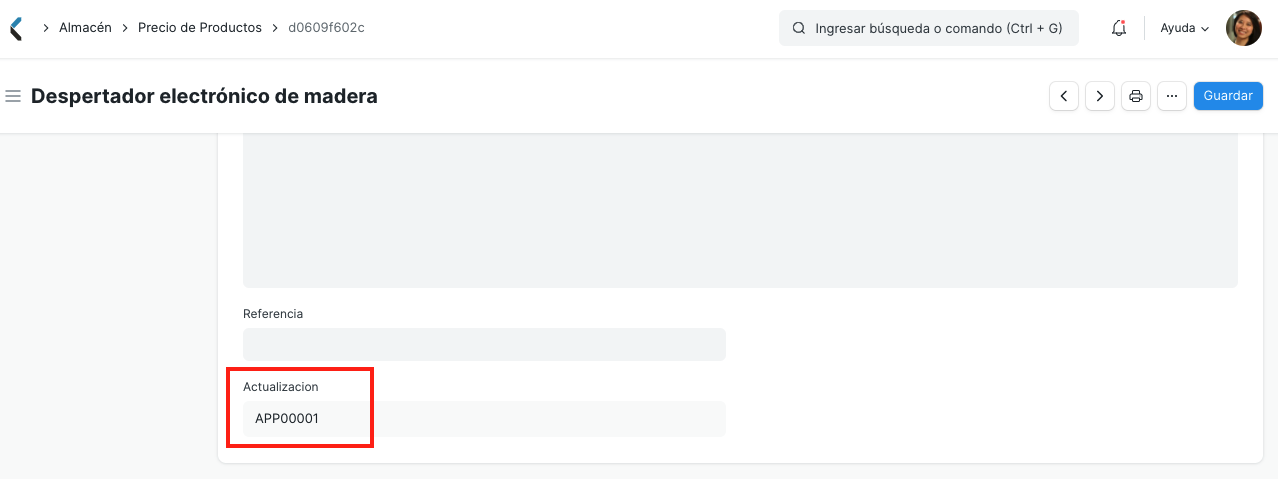 Almacén > Precio de Productos > d0609f602c
Ingresar búsqueda o comando (Ctrl + G)
Ayuda
Despertador electrónico de madera
Guardar
Referencia
Actualizacion
APP00001